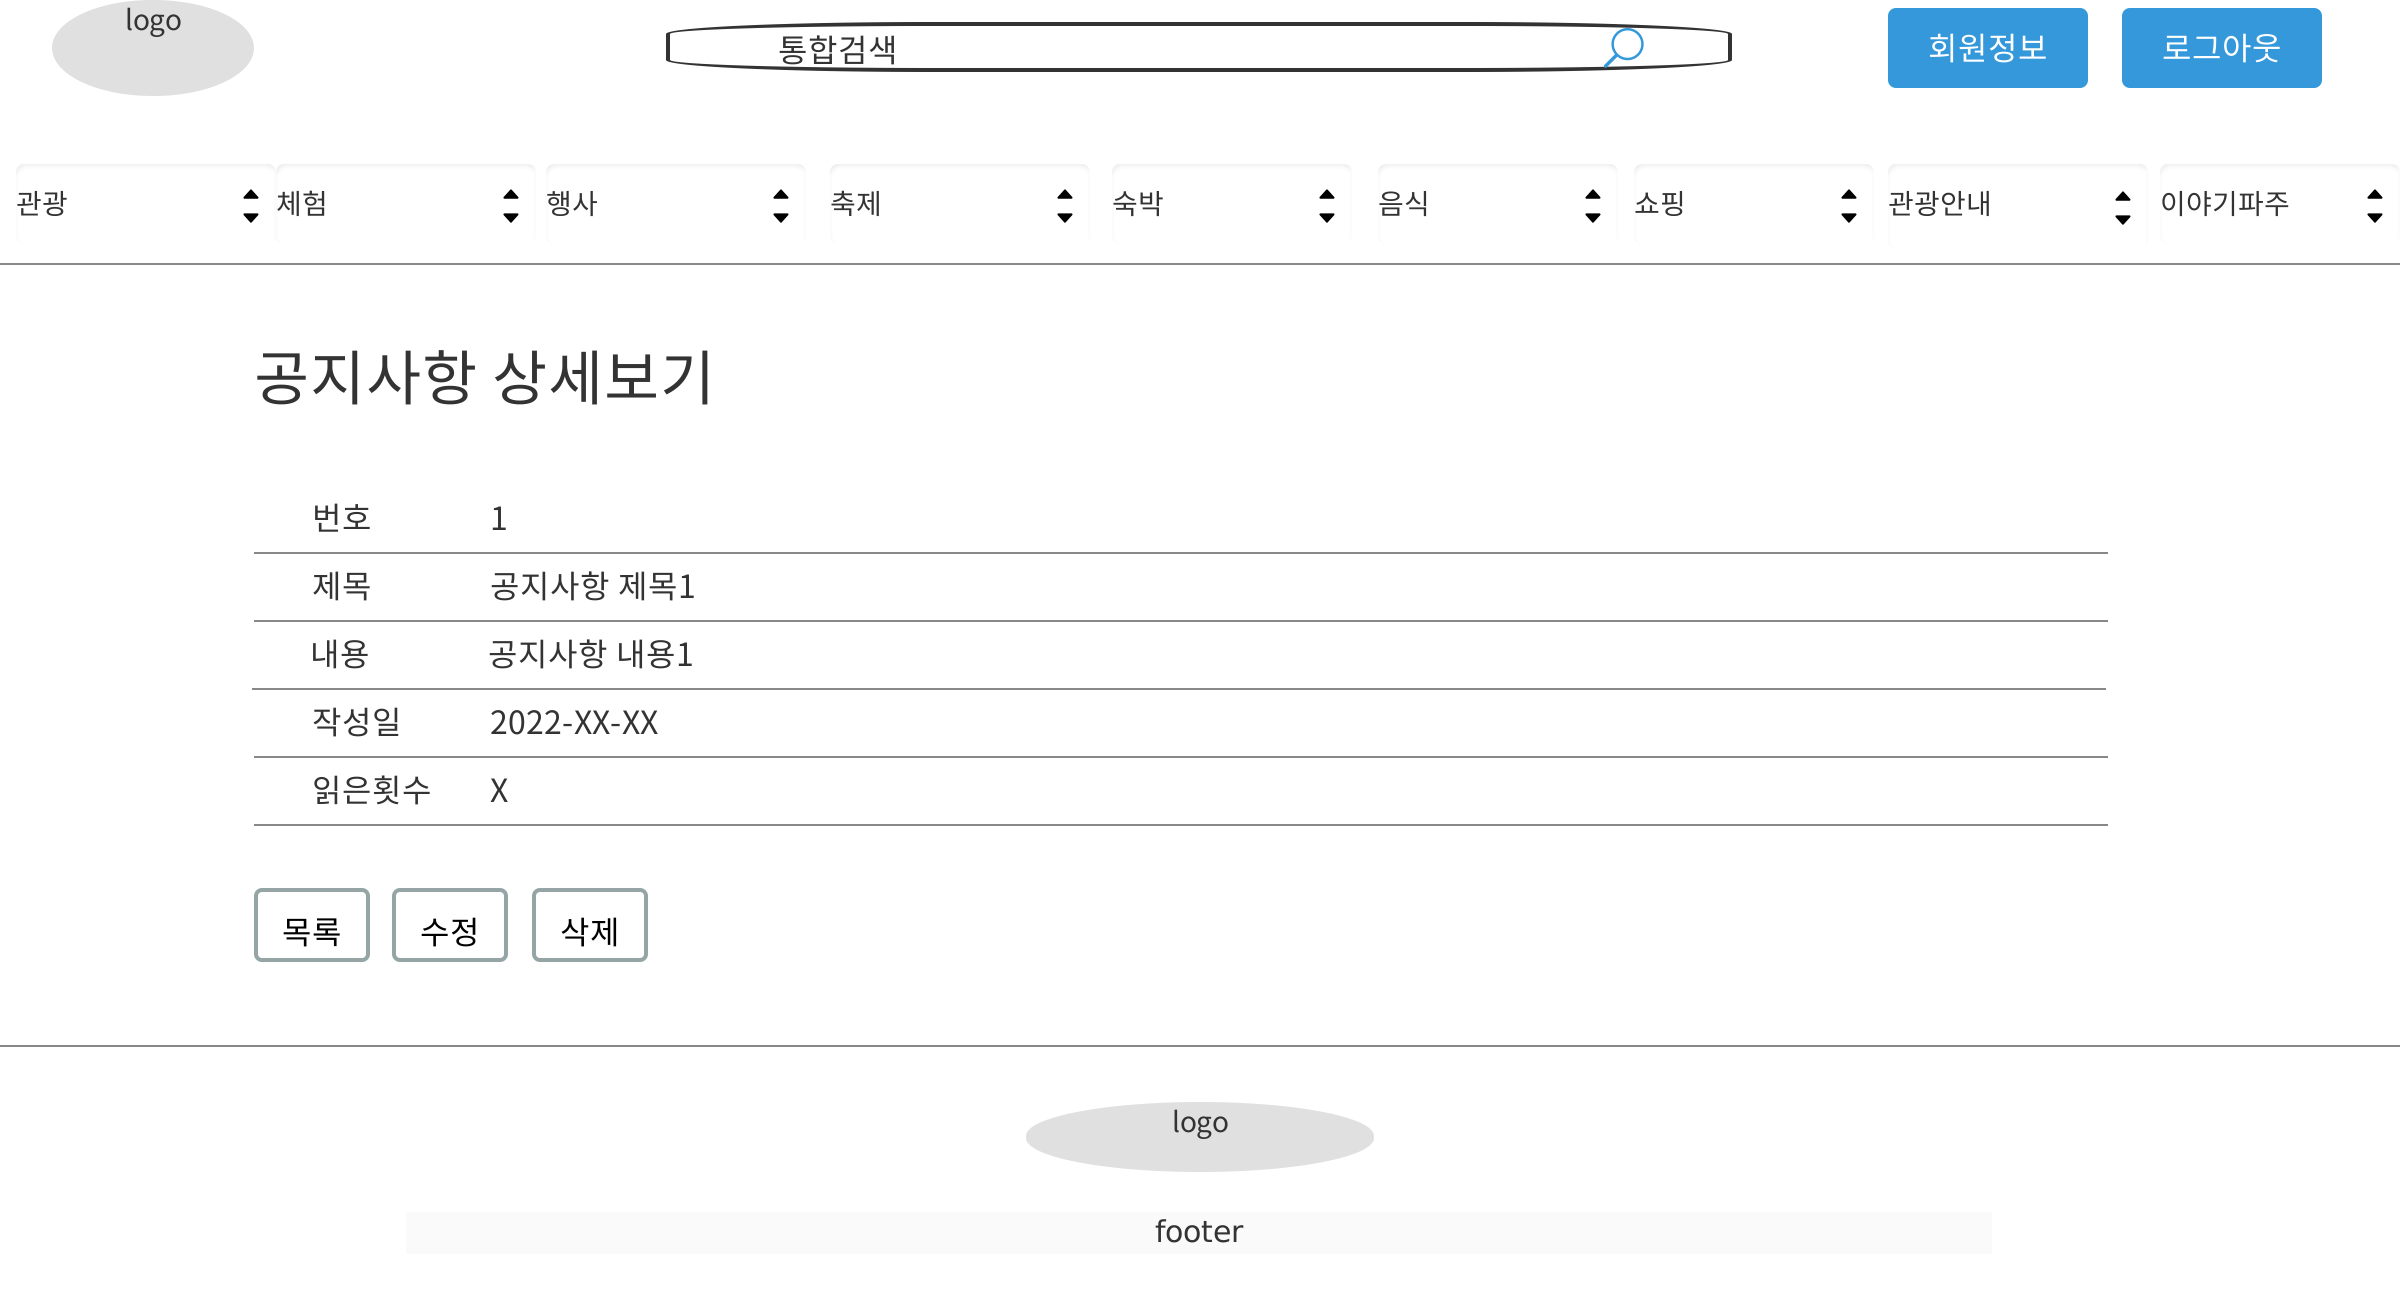 logo
통합검색
회원정보
로그아웃
관광
체험
행사
축제
숙박
음식
쇼핑
관광안내
이야기파주
공지사항 상세보기
번호 1
제목 공지사항 제목1
내용 공지사항 내용1
작성일 2022-XX-XX
읽은횟수 X
목록
수정
삭제
logo
footer